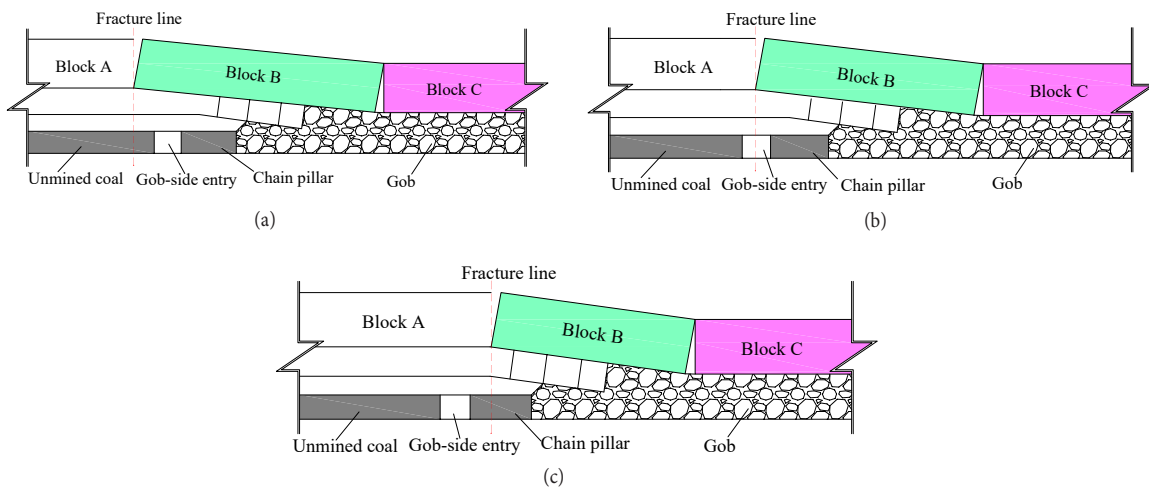 Fracture line
Block A
Block B
Block C
Unmined coal
Gob-side entry
Chain pillar
Gob
(a)
Fracture line
Block A
Block B
Block C
Unmined coal
Gob-side entry
Chain pillar
Gob
(b)
Fracture line
Block A
Block B
Block C
Unmined coal
Gob-side entry
Chain pillar
Gob
(c)